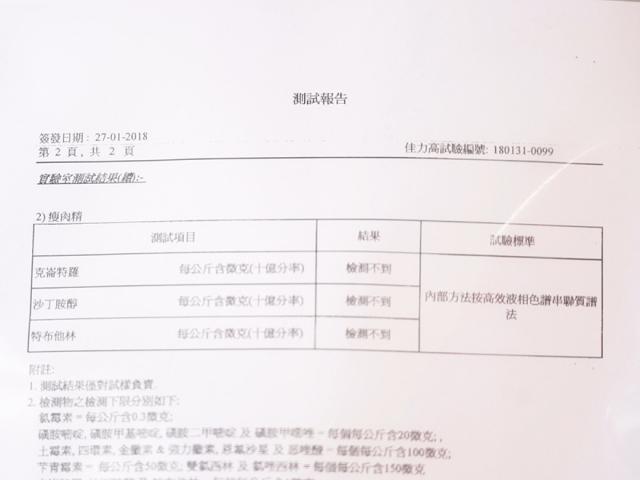 測試報告
簽發日期 : 27-01-2018
第 2 頁, 共 2 頁 佳力高試驗編號: 180131-0099
實驗室測試結果(續):-
2) 瘦肉精
測試項目 結果 試驗標準
克崙特羅 每公斤含微克(十億分率) 檢測不到
沙丁胺醇 每公斤含微克(十億分率) 檢測不到
內部方法按高效液相色譜串聯質譜法
特布他林 每公斤含微克(十億分率) 檢測不到
附註:
1. 測試結果僅對試樣負責.
2. 檢測物之檢測下限分別如下:
氯霉素 = 每公斤含0.3微克;
磺胺嘧啶, 磺胺甲基嘧啶, 磺胺二甲嘧啶 及 磺胺甲噁唑 = 每個每公斤含20微克; ,
土霉素, 四環素, 金霉素 & 強力霉素, 恩氟沙星 及 惡喹酸 = 每個每公斤含100微克;
苄青霉素 = 每公斤含50微克; 雙氯西林 及 氯唑西林 = 每個每公斤含150微克